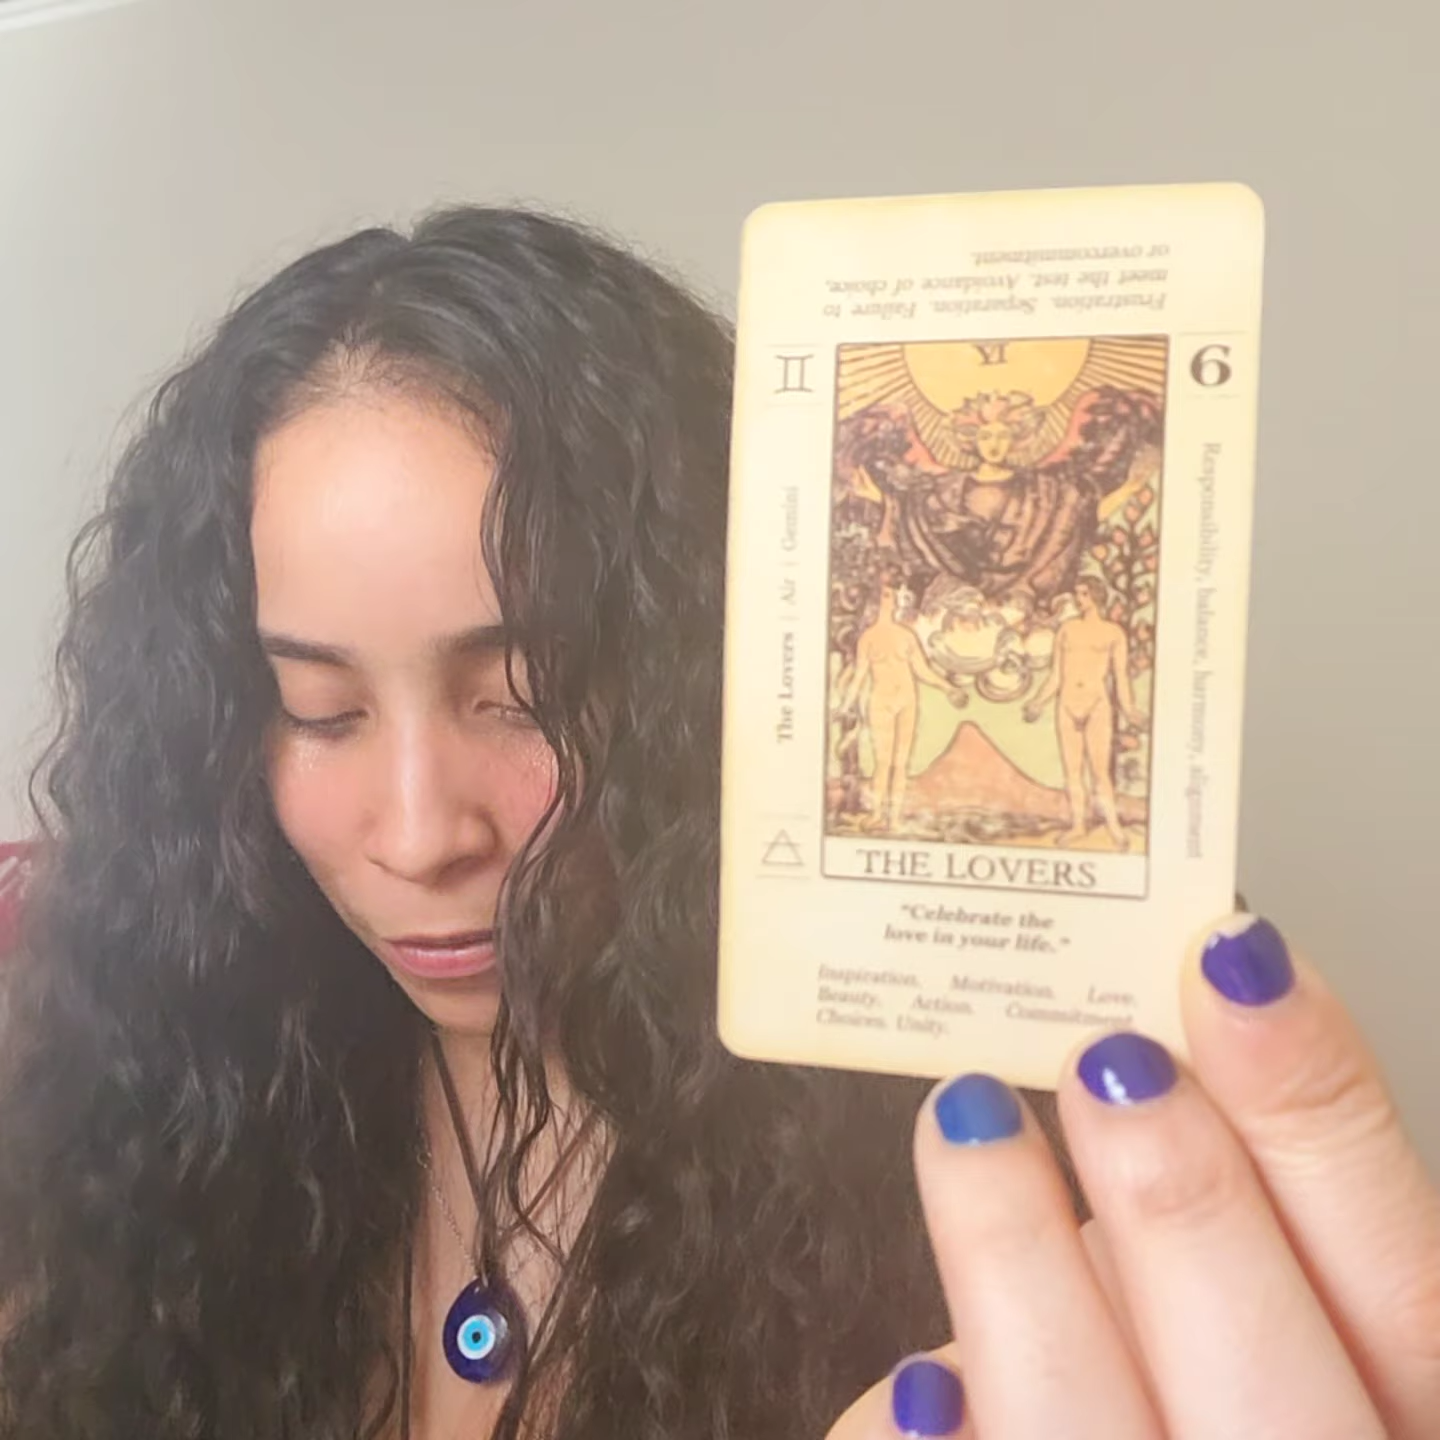 Frustration. Separation. Failure to
meet the test. Avoidance of choice,
or overcommitment.
6
VI
The Lovers | Air | Gemini
Responsibility, balance, harmony, alignment
THE LOVERS
"Celebrate the
love in your life."
Inspiration. Motivation. Love.
Beauty. Action. Commitment.
Choices. Unity.